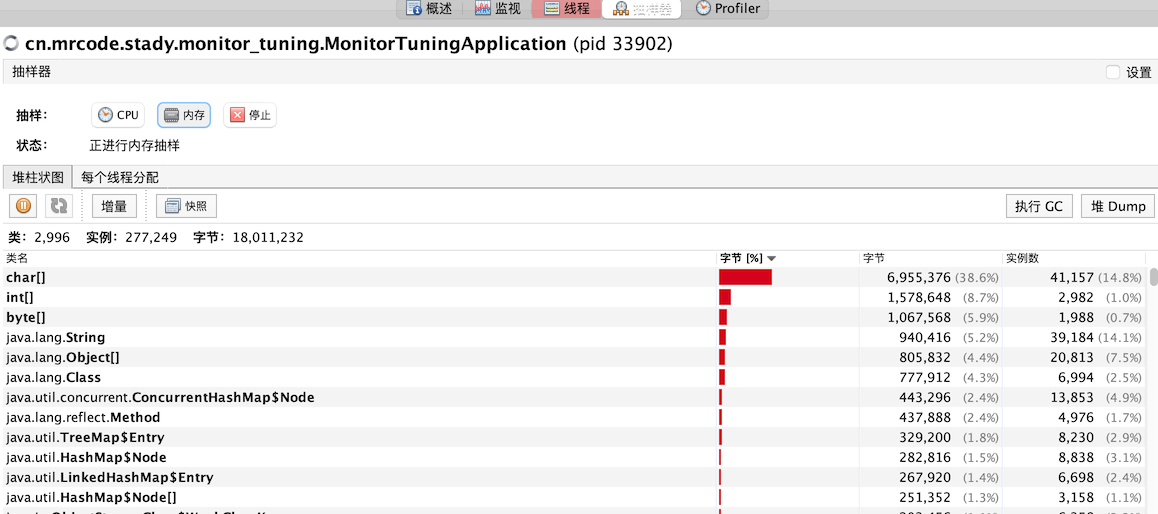 概述 监视 线程 抽样器 Profiler
cn.mrcode.stady.monitor_tuning.MonitorTuningApplication (pid 33902)
抽样器 设置
抽样： CPU 内存 停止
状态： 正进行内存抽样
堆柱状图 每个线程分配
增量 快照 执行 GC 堆 Dump
类：2,996 实例：277,249 字节：18,011,232
类名 字节 [%] 字节 实例数
char[] 6,955,376 (38.6%) 41,157 (14.8%)
int[] 1,578,648 (8.7%) 2,982 (1.0%)
byte[] 1,067,568 (5.9%) 1,988 (0.7%)
java.lang.String 940,416 (5.2%) 39,184 (14.1%)
java.lang.Object[] 805,832 (4.4%) 20,813 (7.5%)
java.lang.Class 777,912 (4.3%) 6,994 (2.5%)
java.util.concurrent.ConcurrentHashMap$Node 443,296 (2.4%) 13,853 (4.9%)
java.lang.reflect.Method 437,888 (2.4%) 4,976 (1.7%)
java.util.TreeMap$Entry 329,200 (1.8%) 8,230 (2.9%)
java.util.HashMap$Node 282,816 (1.5%) 8,838 (3.1%)
java.util.LinkedHashMap$Entry 267,920 (1.4%) 6,698 (2.4%)
java.util.HashMap$Node[] 251,352 (1.3%) 3,158 (1.1%)